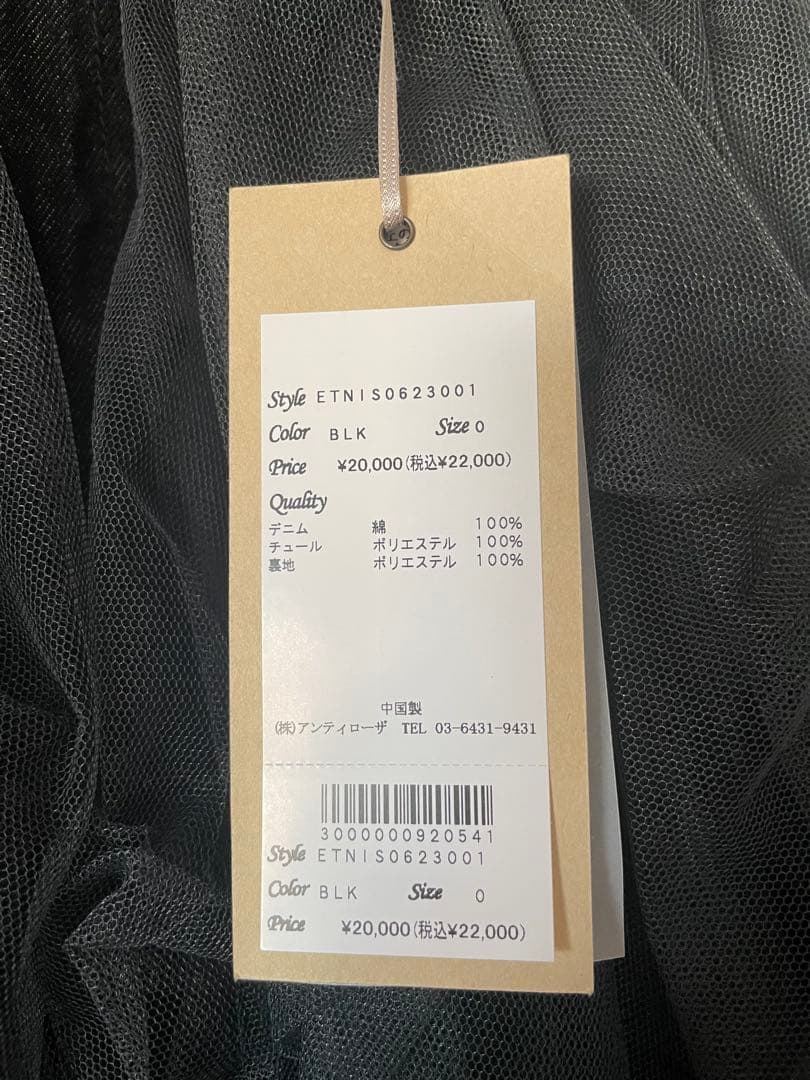 Style ETNIS0623001
Color BLK Size 0
Price ¥20,000(税込¥22,000)
Quality
デニム 綿 100%
チュール ポリエステル 100%
裏地 ポリエステル 100%
中国製
(株)アンティローザ TEL 03-6431-9431
3000000920541
Style ETNIS0623001
Color BLK Size 0
Price ¥20,000(税込¥22,000)